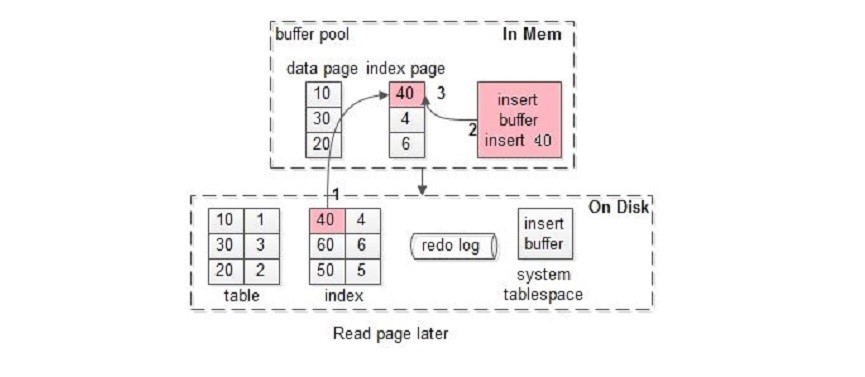 buffer pool
In Mem
data page index page
10
30
20
40
4
6
3
2
insert
buffer
insert 40
1
On Disk
10 1
30 3
20 2
table
40 4
60 6
50 5
index
redo log
insert
buffer
system
tablespace
Read page later